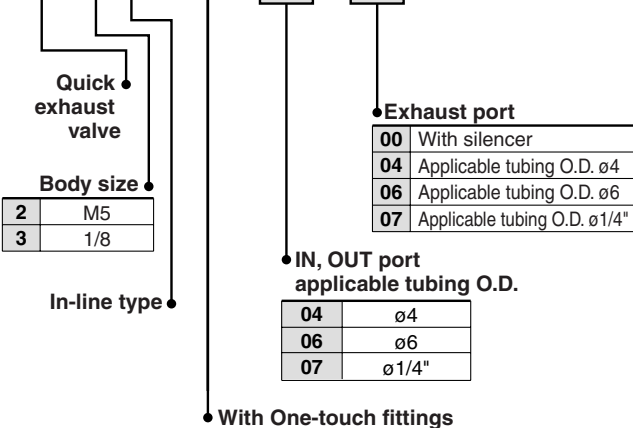 Quick
exhaust
valve
Body size
2 M5
3 1/8
In-line type
Exhaust port
00 With silencer
04 Applicable tubing O.D. ø4
06 Applicable tubing O.D. ø6
07 Applicable tubing O.D. ø1/4"
IN, OUT port
applicable tubing O.D.
04 ø4
06 ø6
07 ø1/4"
With One-touch fittings